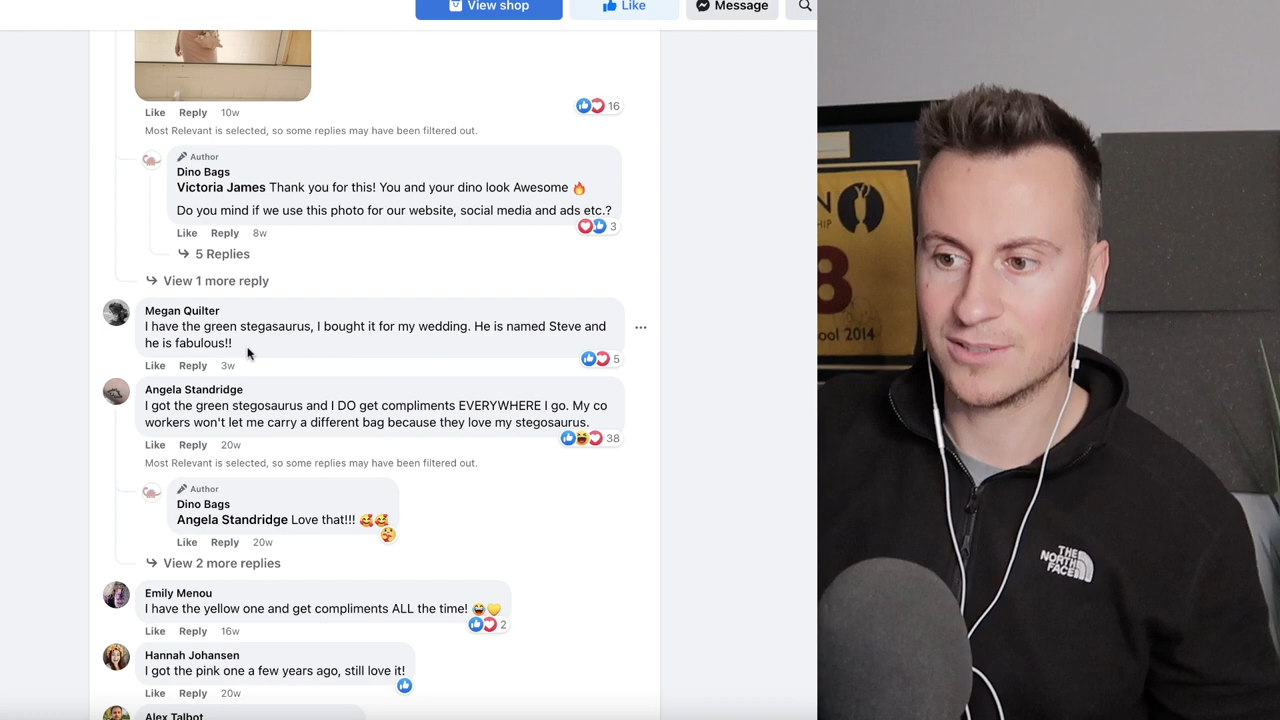 View shop
Like
Message
Like Reply 10w
16
Most Relevant is selected, so some replies may have been filtered out.
Author
Dino Bags
Victoria James Thank you for this! You and your dino look Awesome 🔥
Do you mind if we use this photo for our website, social media and ads etc.?
3
Like Reply 8w
5 Replies
View 1 more reply
Megan Quilter
I have the green stegasaurus, I bought it for my wedding. He is named Steve and
he is fabulous!!
5
Like Reply 3w
Angela Standridge
I got the green stegosaurus and I DO get compliments EVERYWHERE I go. My co
workers won't let me carry a different bag because they love my stegosaurus.
38
Like Reply 20w
Most Relevant is selected, so some replies may have been filtered out.
Author
Dino Bags
Angela Standridge Love that!!! 🥰🥰
Like Reply 20w
View 2 more replies
Emily Menou
I have the yellow one and get compliments ALL the time! 😂💛
2
Like Reply 16w
Hannah Johansen
I got the pink one a few years ago, still love it!
Like Reply 20w
Alex Talbot
8
ool 2014
THE
NORTH
FACE